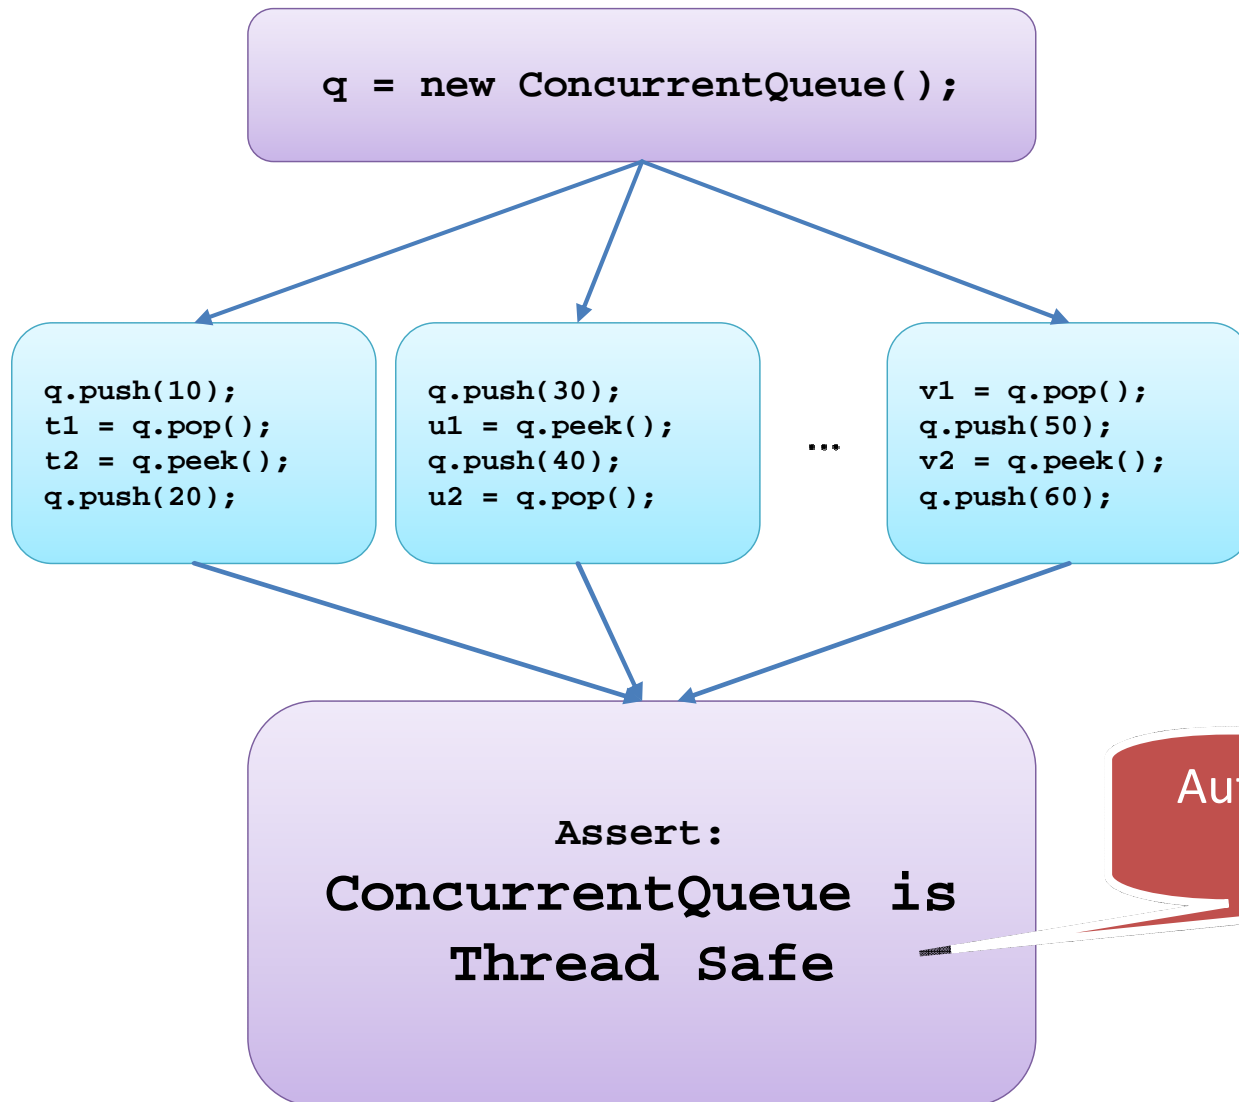 q = new ConcurrentQueue();
q.push(10);
t1 = q.pop();
t2 = q.peek();
q.push(20);
q.push(30);
u1 = q.peek();
q.push(40);
u2 = q.pop();
...
v1 = q.pop();
q.push(50);
v2 = q.peek();
q.push(60);
Assert:
ConcurrentQueue is
Thread Safe